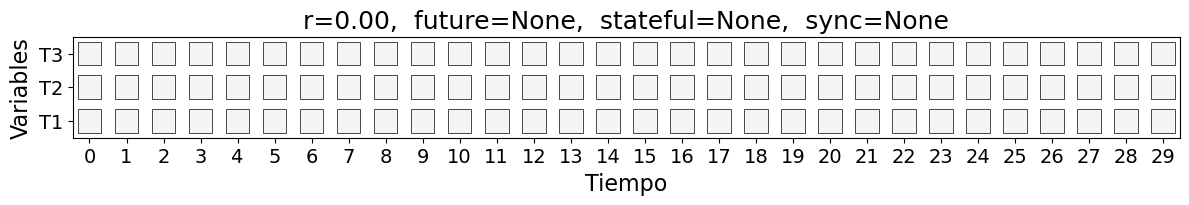 r=0.00,  future=None,  stateful=None,  sync=None
Variables
T3
T2
T1
0 1 2 3 4 5 6 7 8 9 10 11 12 13 14 15 16 17 18 19 20 21 22 23 24 25 26 27 28 29
Tiempo